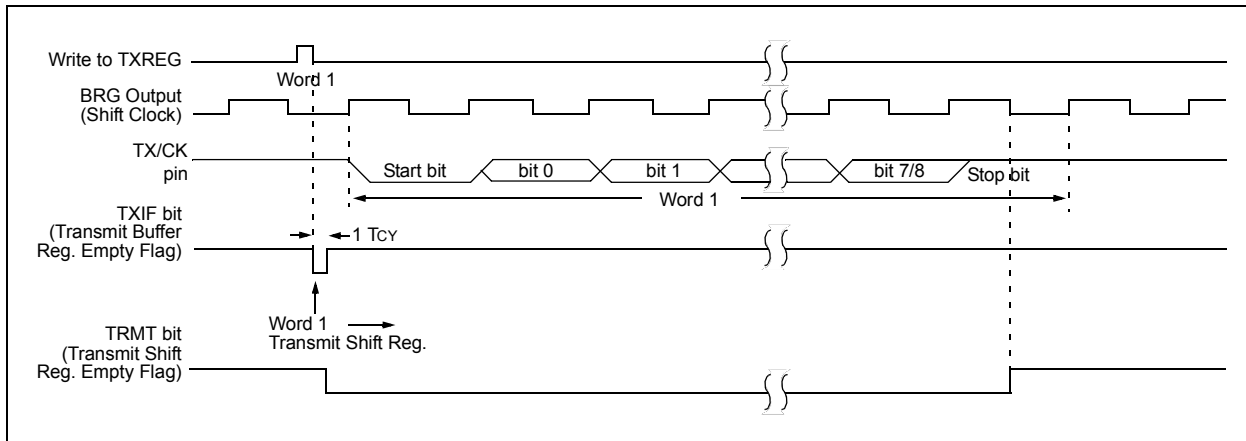 Write to TXREG
Word 1
BRG Output
(Shift Clock)
TX/CK
pin
Start bit
bit 0
bit 1
bit 7/8
Stop bit
Word 1
TXIF bit
(Transmit Buffer
Reg. Empty Flag)
1 TCY
Word 1
Transmit Shift Reg.
TRMT bit
(Transmit Shift
Reg. Empty Flag)